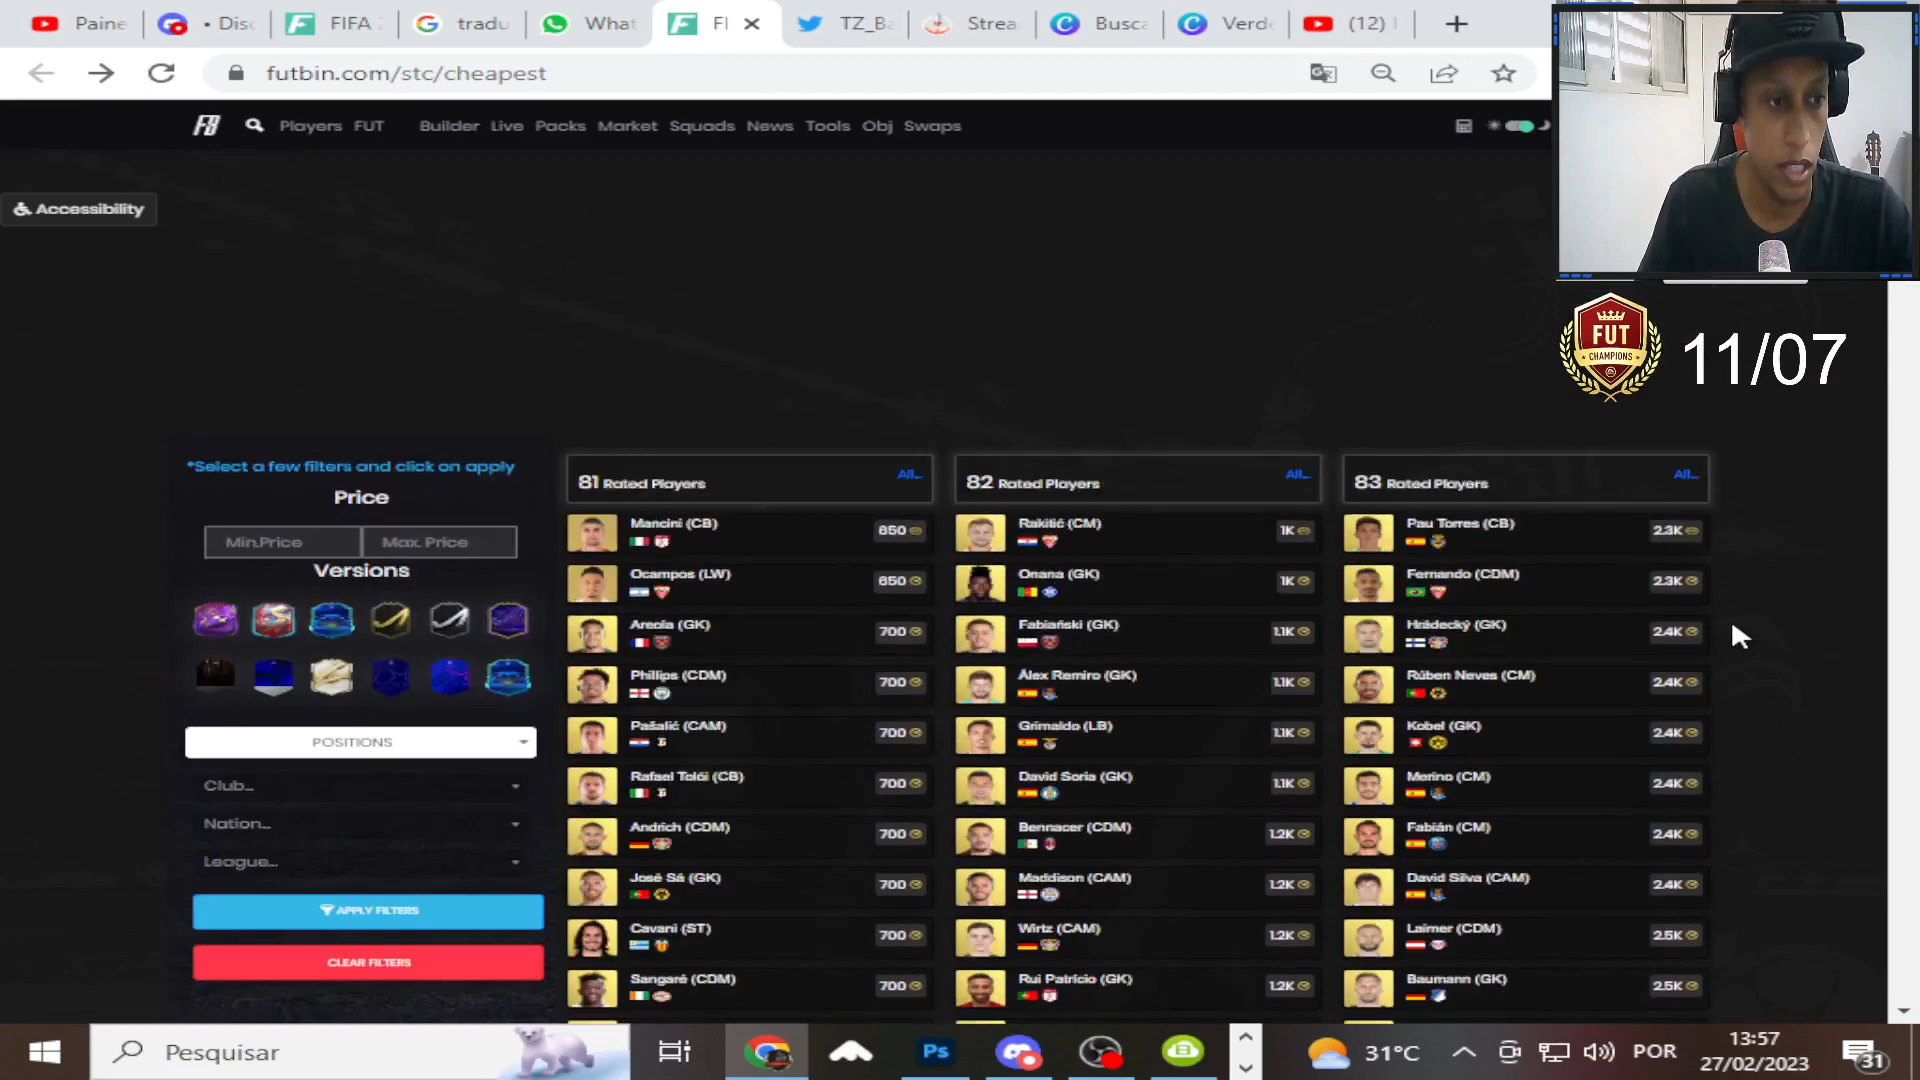 Paine
• Disc
FIFA 2
tradu
What
FI
TZ_Ba
Strea
Busca
Verde
(12)
futbin.com/stc/cheapest
Players FUT Builder Live Packs Market Squads News Tools Obj Swaps
Accessibility
FUT
CHAMPIONS
11/07
*Select a few filters and click on apply
Price
Min.Price
Max. Price
Versions
POSITIONS
Club...
Nation...
League...
APPLY FILTERS
CLEAR FILTERS
81 Rated Players All...
Mancini (CB) 650
Ocampos (LW) 650
Areola (GK) 700
Phillips (CDM) 700
Pašalić (CAM) 700
Rafael Tolói (CB) 700
Andrich (CDM) 700
José Sá (GK) 700
Cavani (ST) 700
Sangaré (CDM) 700
82 Rated Players All...
Rakitić (CM) 1K
Onana (GK) 1K
Fabiański (GK) 1.1K
Álex Remiro (GK) 1.1K
Grimaldo (LB) 1.1K
David Soria (GK) 1.1K
Bennacer (CDM) 1.2K
Maddison (CAM) 1.2K
Wirtz (CAM) 1.2K
Rui Patrício (GK) 1.2K
83 Rated Players All...
Pau Torres (CB) 2.3K
Fernando (CDM) 2.3K
Hrádecký (GK) 2.4K
Rúben Neves (CM) 2.4K
Kobel (GK) 2.4K
Merino (CM) 2.4K
Fabián (CM) 2.4K
David Silva (CAM) 2.4K
Laimer (CDM) 2.5K
Baumann (GK) 2.5K
Pesquisar
Ps
31°C
POR
13:57
27/02/2023
31